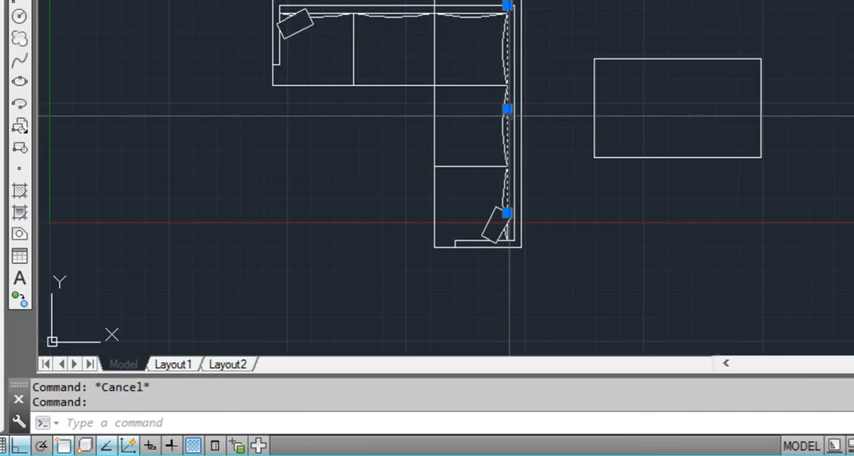 A
Y
X
Model Layout1 Layout2
Command: *Cancel*
Command:
Type a command
MODEL